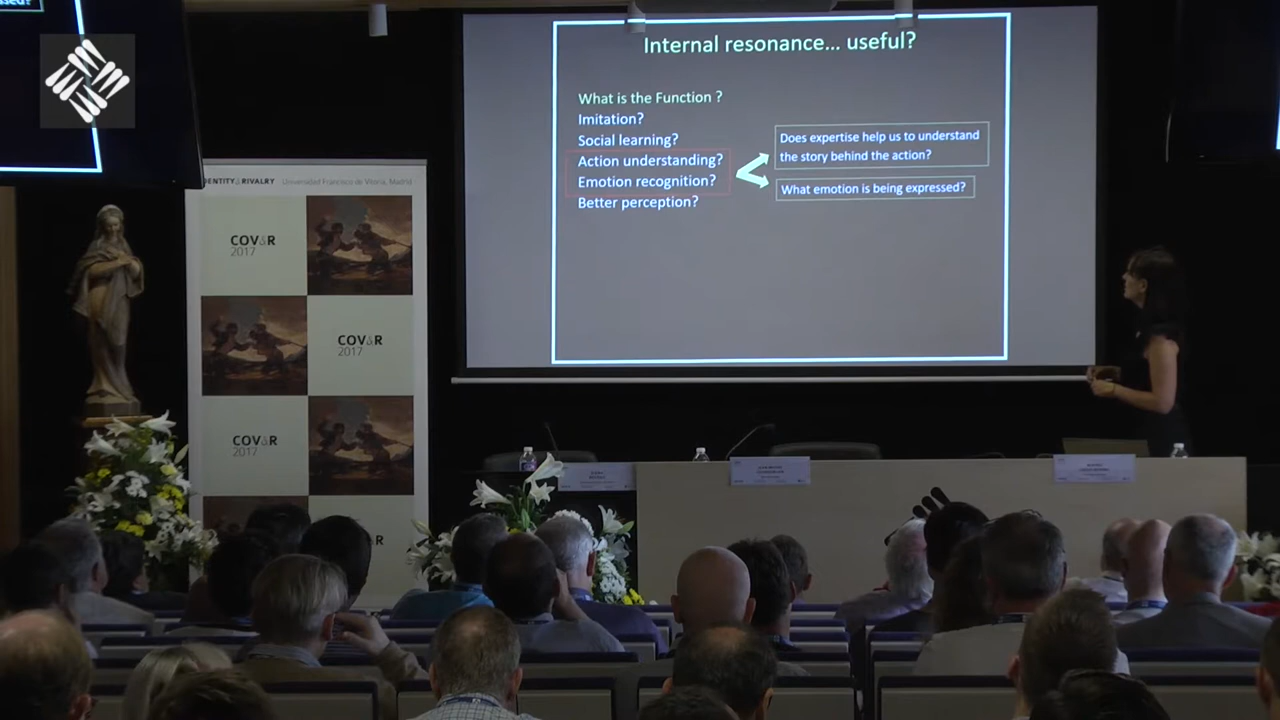 Internal resonance... useful?
What is the Function ?
Imitation?
Social learning?
Action understanding?
Emotion recognition?
Better perception?
Does expertise help us to understand
the story behind the action?
What emotion is being expressed?
IDENTITY&RIVALRY Universidad Francisco de Vitoria, Madrid
COV&R
2017
COV&R
2017
COV&R
2017